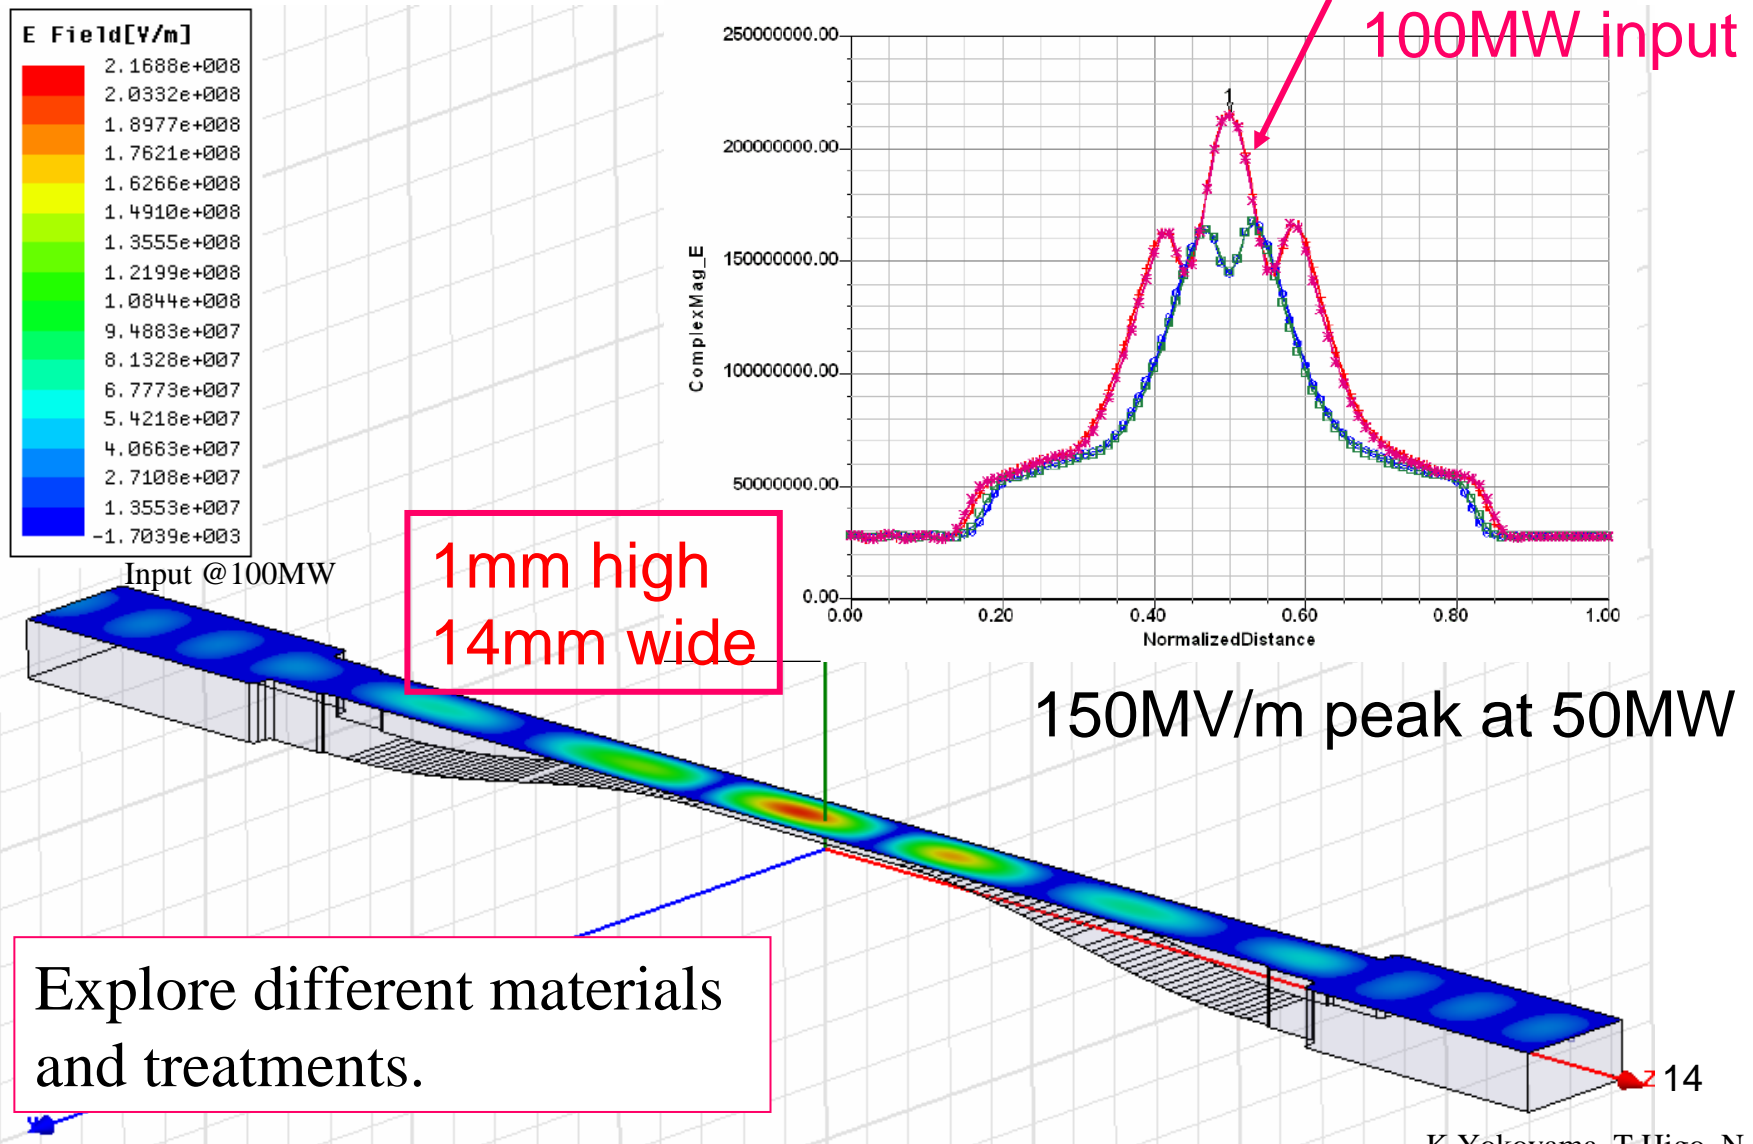 E Field[V/m]
2.1688e+008
2.0332e+008
1.8977e+008
1.7621e+008
1.6266e+008
1.4910e+008
1.3555e+008
1.2199e+008
1.0844e+008
9.4883e+007
8.1328e+007
6.7773e+007
5.4218e+007
4.0663e+007
2.7108e+007
1.3553e+007
-1.7039e+003
Input @100MW
100MW input
250000000.00
200000000.00
150000000.00
100000000.00
50000000.00
0.00
ComplexMag_E
1
0.00 0.20 0.40 0.60 0.80 1.00
NormalizedDistance
1mm high
14mm wide
150MV/m peak at 50MW
Explore different materials
and treatments.
Z
14
K.Yokoyama, T.Higo, N